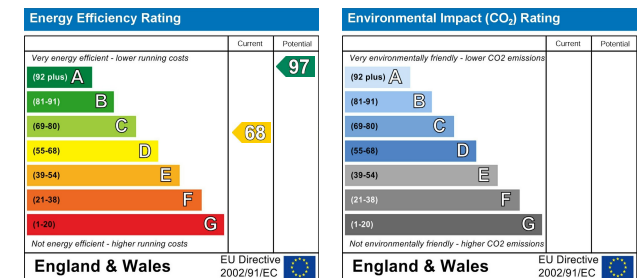 Energy Efficiency Rating
Current Potential
Very energy efficient - lower running costs
(92 plus) A
97
(81-91) B
(69-80) C
68
(55-68) D
(39-54) E
(21-38) F
(1-20) G
Not energy efficient - higher running costs
England & Wales
EU Directive
2002/91/EC
Environmental Impact (CO2) Rating
Current Potential
Very environmentally friendly - lower CO2 emissions
(92 plus) A
(81-91) B
(69-80) C
(55-68) D
(39-54) E
(21-38) F
(1-20) G
Not environmentally friendly - higher CO2 emissions
England & Wales
EU Directive
2002/91/EC